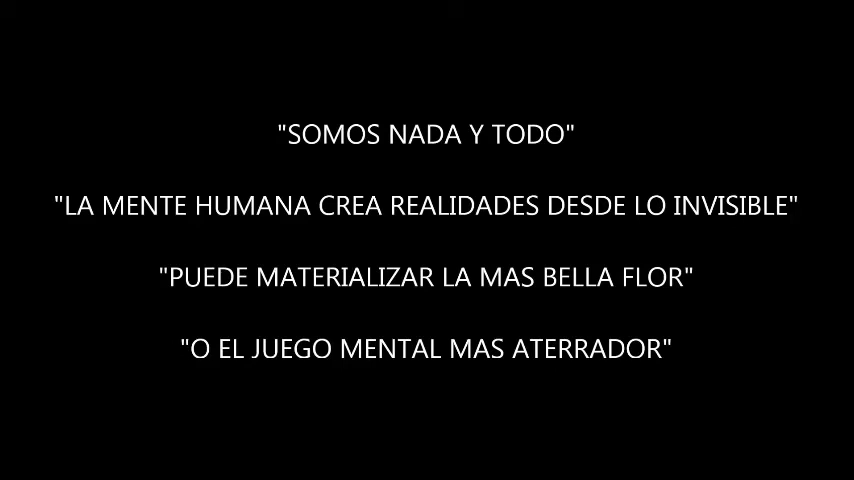 "SOMOS NADA Y TODO"
"LA MENTE HUMANA CREA REALIDADES DESDE LO INVISIBLE"
"PUEDE MATERIALIZAR LA MAS BELLA FLOR"
"O EL JUEGO MENTAL MAS ATERRADOR"